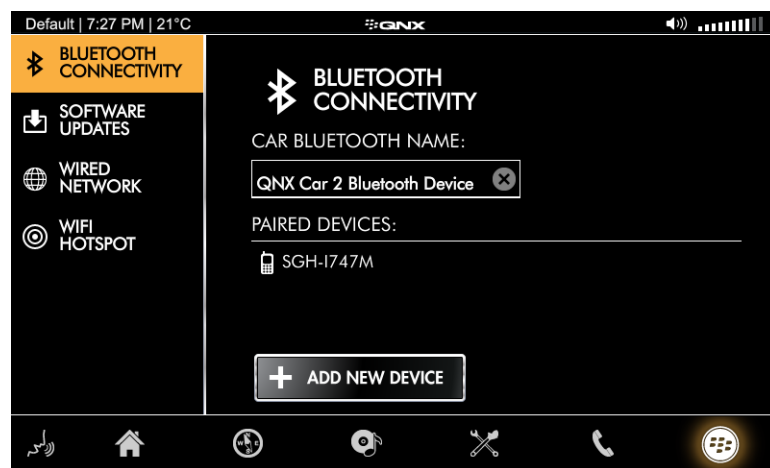 Default | 7:27 PM | 21°C
QNX
BLUETOOTH
CONNECTIVITY
SOFTWARE
UPDATES
WIRED
NETWORK
WIFI
HOTSPOT
BLUETOOTH
CONNECTIVITY
CAR BLUETOOTH NAME:
QNX Car 2 Bluetooth Device
PAIRED DEVICES:
SGH-I747M
ADD NEW DEVICE